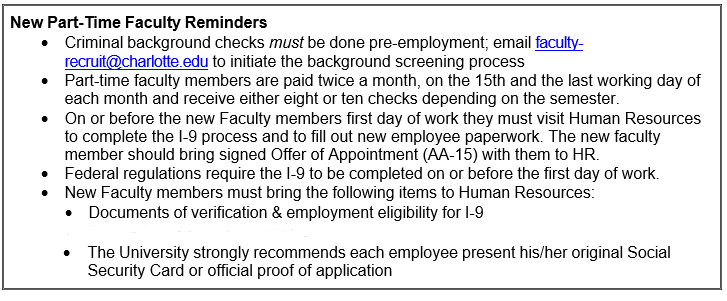 New Part-Time Faculty Reminders
• Criminal background checks must be done pre-employment; email faculty-
recruit@charlotte.edu to initiate the background screening process
• Part-time faculty members are paid twice a month, on the 15th and the last working day of
each month and receive either eight or ten checks depending on the semester.
• On or before the new Faculty members first day of work they must visit Human Resources
to complete the I-9 process and to fill out new employee paperwork. The new faculty
member should bring signed Offer of Appointment (AA-15) with them to HR.
• Federal regulations require the I-9 to be completed on or before the first day of work.
• New Faculty members must bring the following items to Human Resources:
• Documents of verification & employment eligibility for I-9
• The University strongly recommends each employee present his/her original Social
Security Card or official proof of application